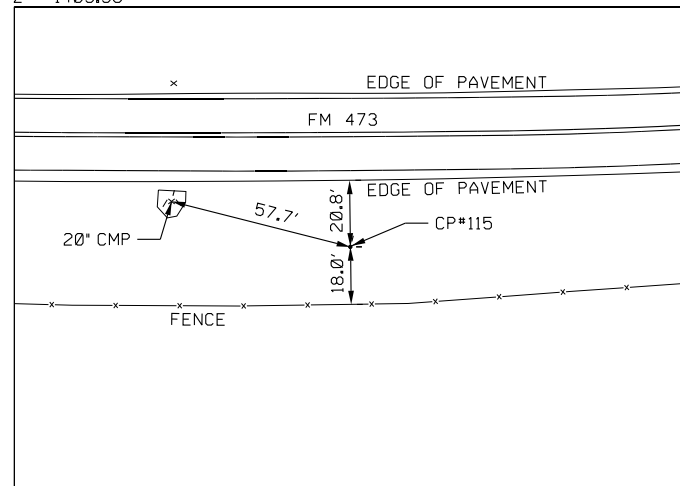 EDGE OF PAVEMENT
FM 473
EDGE OF PAVEMENT
57.7'
20.8'
CP#115
20" CMP
18.0'
FENCE